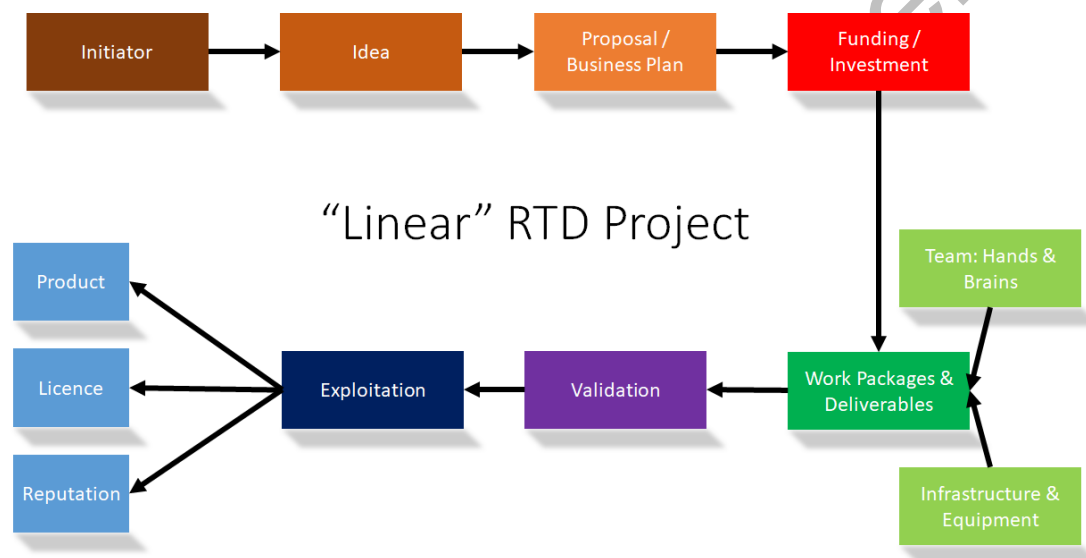 Initiator
Idea
Proposal /
Business Plan
Funding /
Investment
“Linear” RTD Project
Product
Licence
Reputation
Exploitation
Validation
Work Packages &
Deliverables
Team: Hands &
Brains
Infrastructure &
Equipment